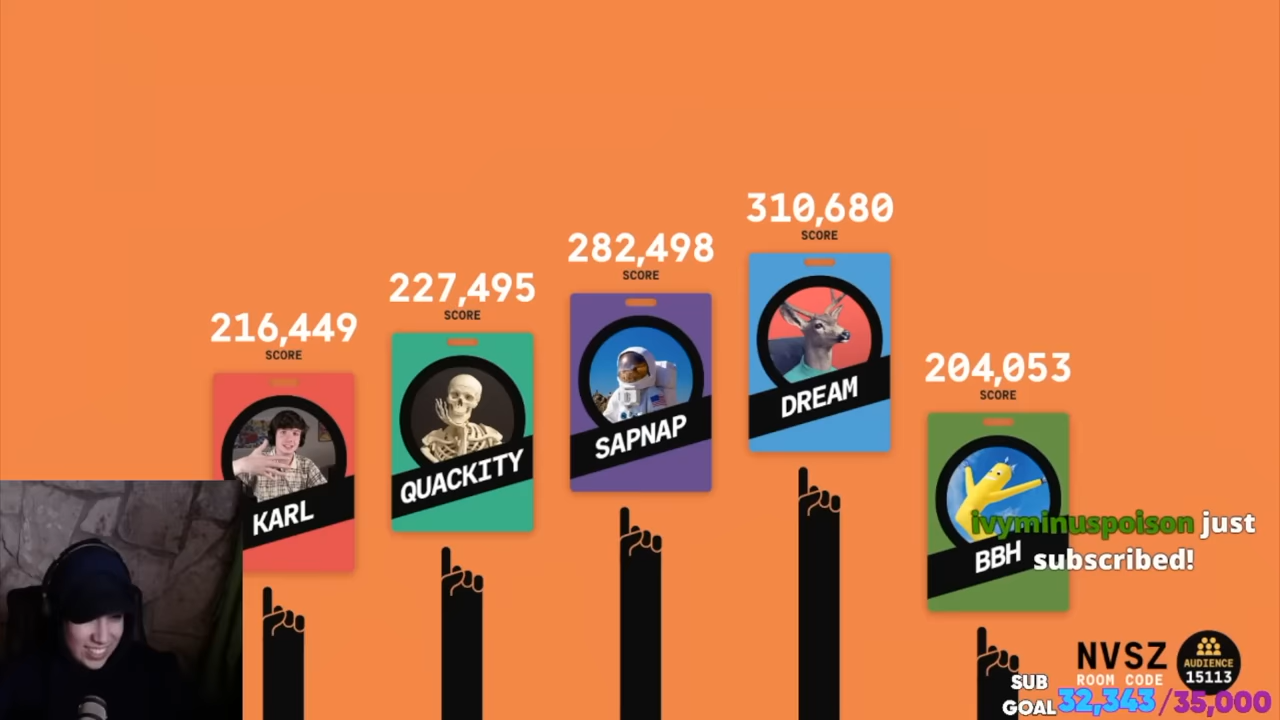 310,680
SCORE
DREAM
282,498
SCORE
SAPNAP
227,495
SCORE
QUACKITY
216,449
SCORE
KARL
204,053
SCORE
BBH
ivyminuspoison just
subscribed!
NVSZ
ROOM CODE
AUDIENCE
15113
SUB
GOAL 32,343/35,000